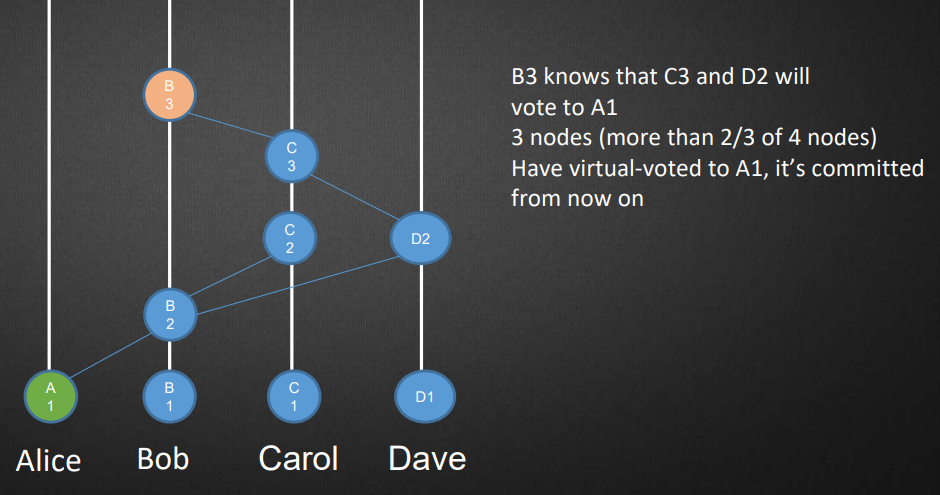 B3 knows that C3 and D2 will
vote to A1
3 nodes (more than 2/3 of 4 nodes)
Have virtual-voted to A1, it’s committed
from now on
B
3
C
3
C
2
D2
B
2
A
1
B
1
C
1
D1
Alice
Bob
Carol
Dave